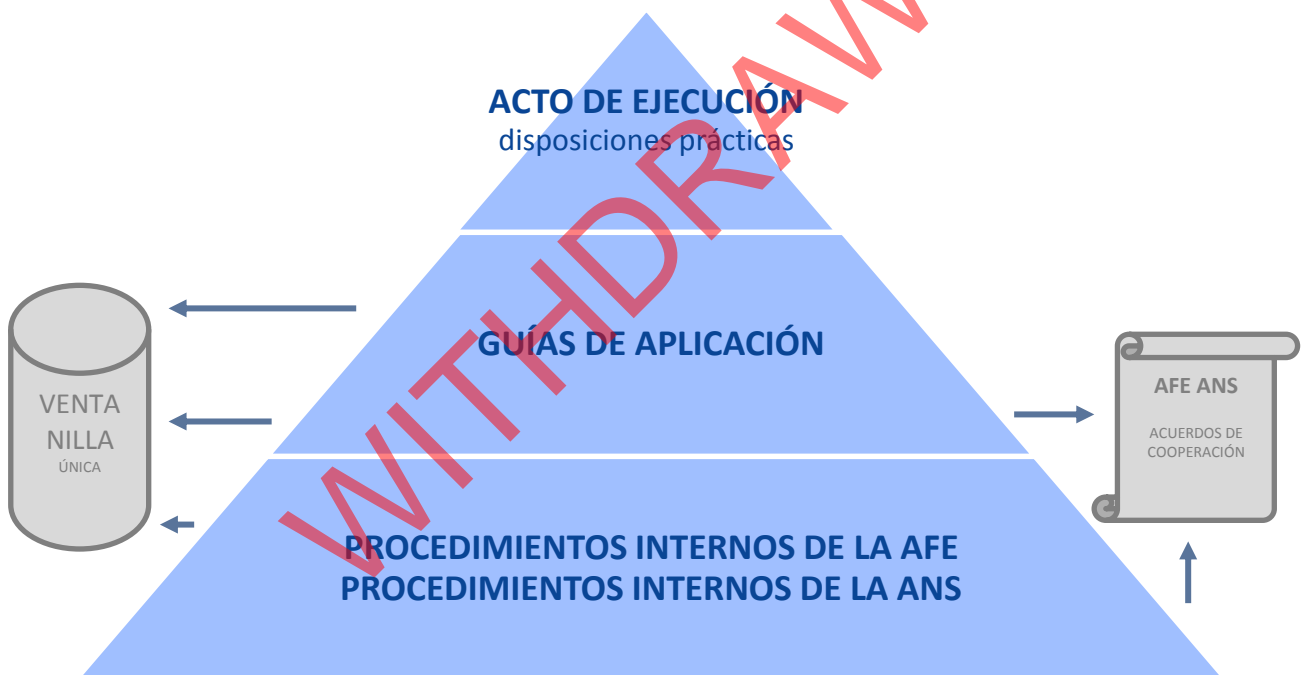 ACTO DE EJECUCIÓN
disposiciones prácticas
GUÍAS DE APLICACIÓN
VENTA
NILLA
ÚNICA
AFE ANS
ACUERDOS DE
COOPERACIÓN
PROCEDIMIENTOS INTERNOS DE LA AFE
PROCEDIMIENTOS INTERNOS DE LA ANS
WITHDRAW